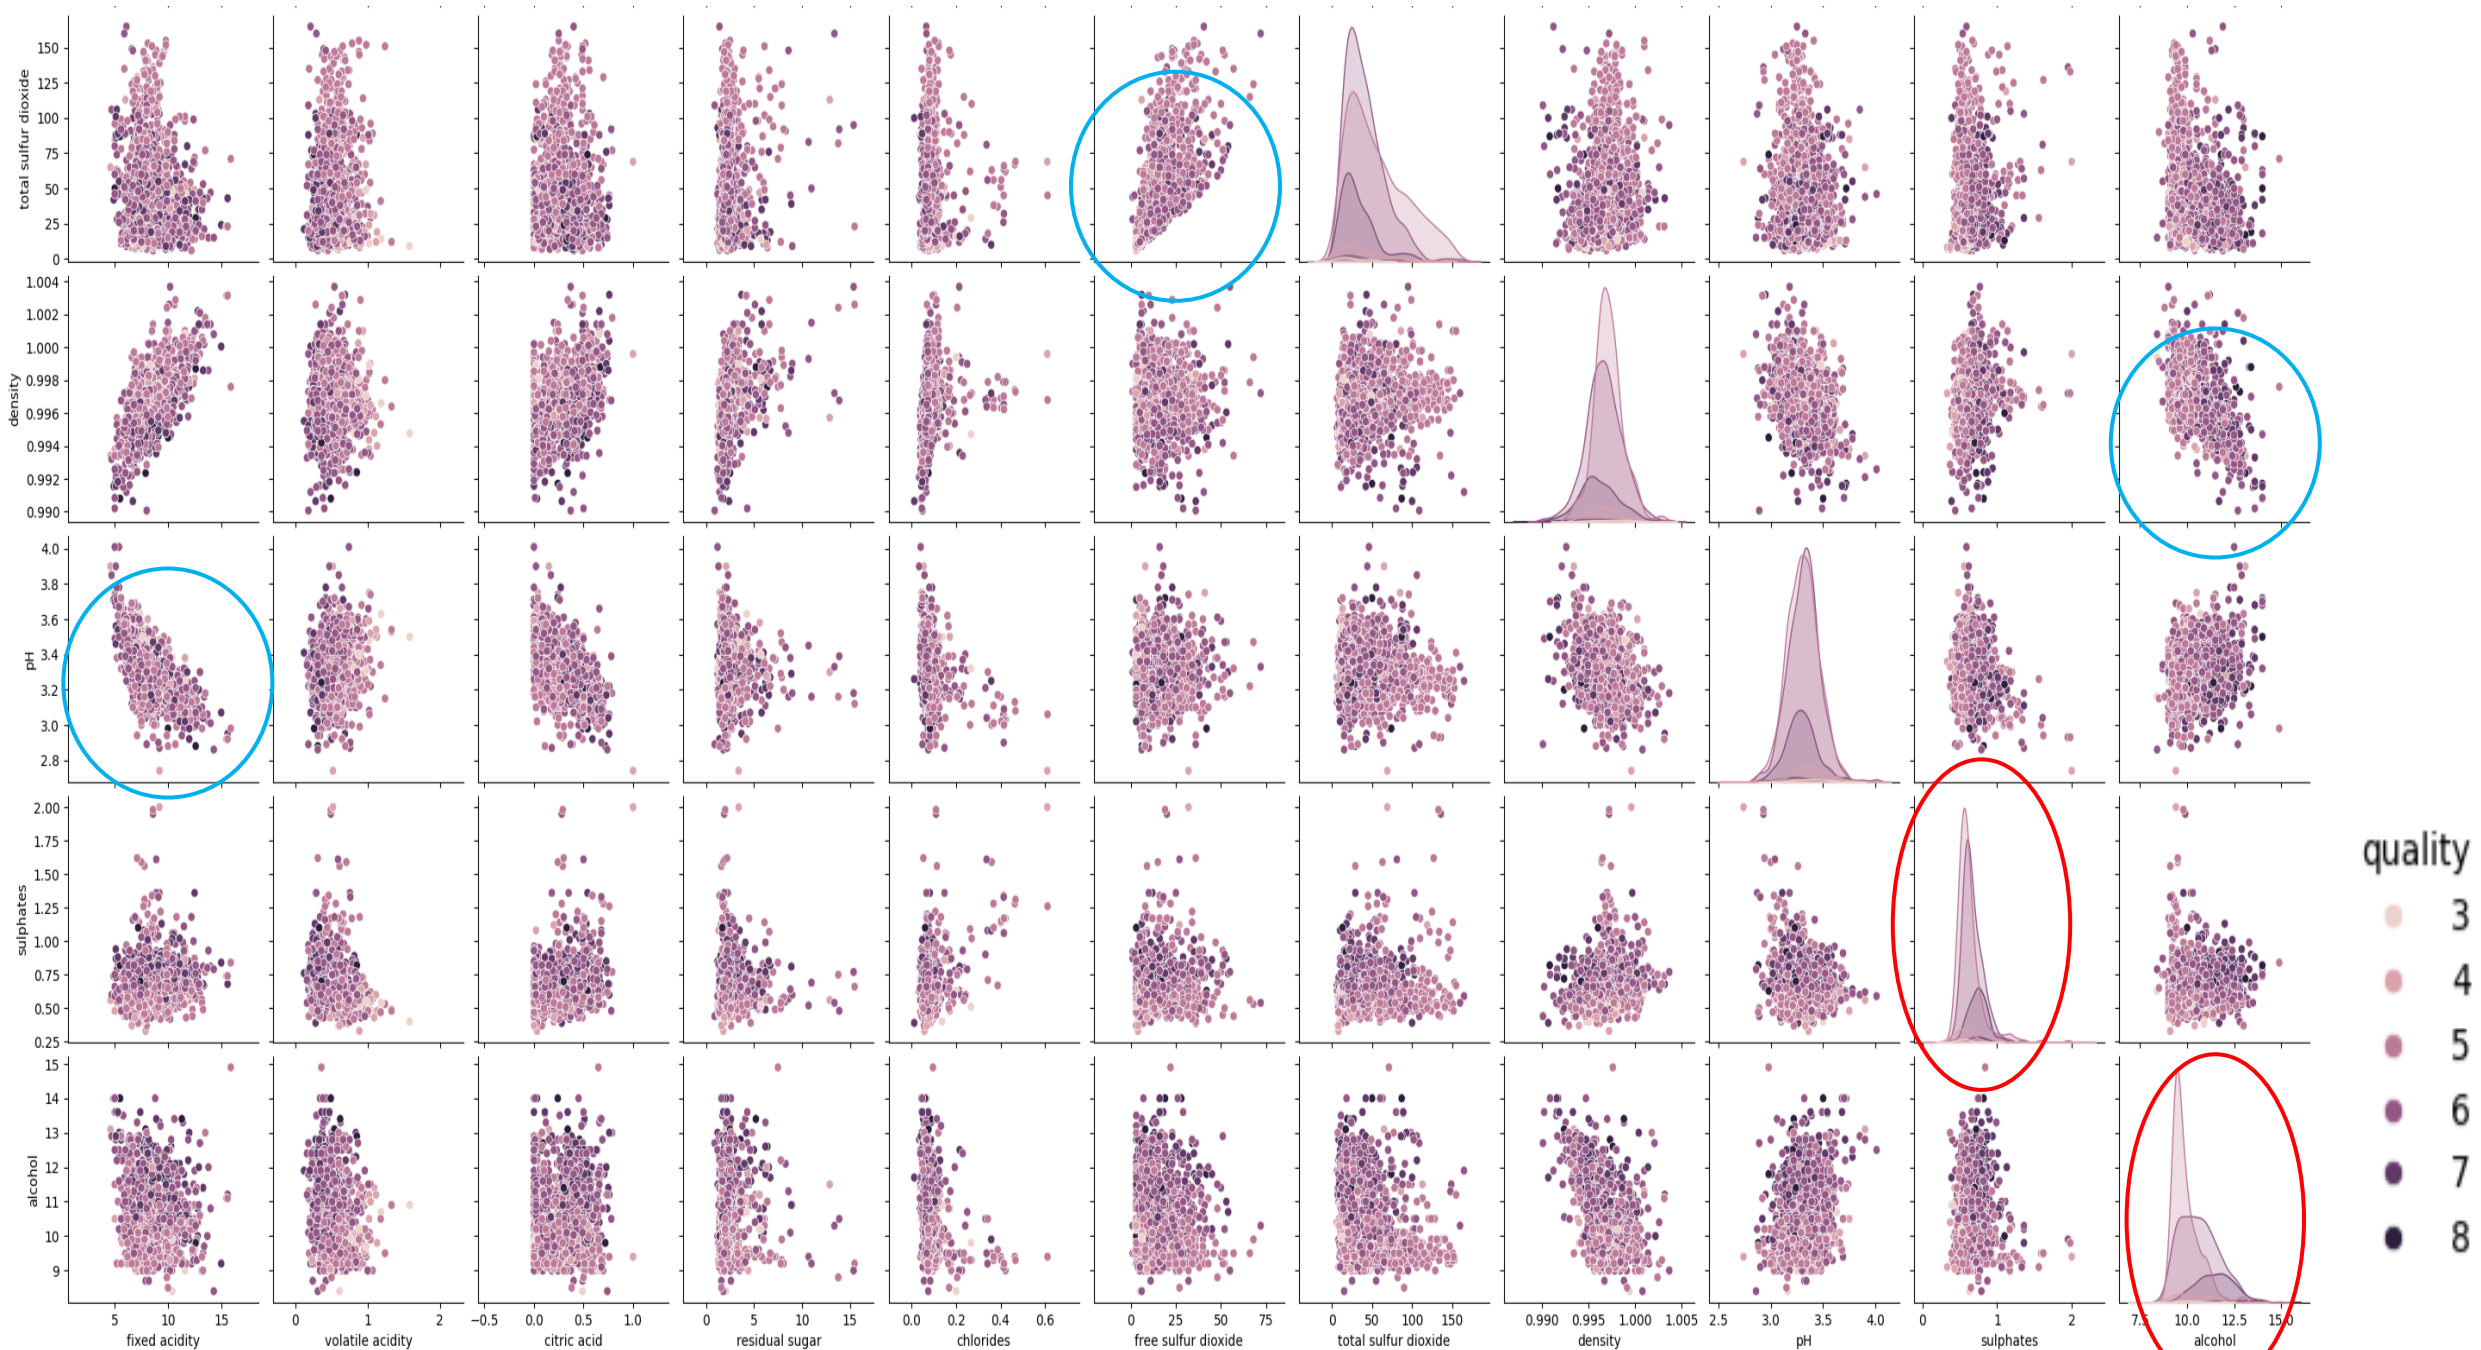 total sulfur dioxide
150
125
100
75
50
25
0
density
1.004
1.002
1.000
0.998
0.996
0.994
0.992
0.990
pH
4.0
3.8
3.6
3.4
3.2
3.0
2.8
sulphates
2.00
1.75
1.50
1.25
1.00
0.75
0.50
0.25
alcohol
15
14
13
12
11
10
9
5 10 15
fixed acidity
0 1 2
volatile acidity
−0.5 0.0 0.5 1.0
citric acid
0 5 10 15
residual sugar
0.0 0.2 0.4 0.6
chlorides
0 25 50 75
free sulfur dioxide
0 50 100 150
total sulfur dioxide
0.990 0.995 1.000 1.005
density
2.5 3.0 3.5 4.0
pH
0 1 2
sulphates
7.5 10.0 12.5 15.0
alcohol
quality
3
4
5
6
7
8